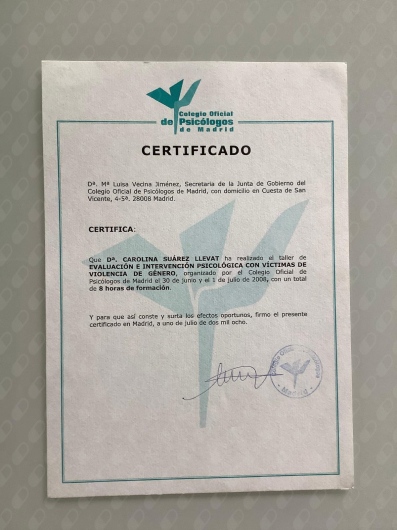 Colegio Oficial
de Psicólogos
de Madrid
CERTIFICADO
Dª. Mª Luisa Vecina Jiménez, Secretaria de la Junta de Gobierno del
Colegio Oficial de Psicólogos de Madrid, con domicilio en Cuesta de San
Vicente, 4-5ª. 28008 Madrid.
CERTIFICA:
Que Dª. CAROLINA SUÁREZ LLEVAT ha realizado el taller de
EVALUACIÓN E INTERVENCIÓN PSICOLÓGICA CON VÍCTIMAS DE
VIOLENCIA DE GÉNERO, organizado por el Colegio Oficial de
Psicólogos de Madrid el 30 de junio y el 1 de julio de 2008, con un total
de 8 horas de formación.
Y para que así conste y surta los efectos oportunos, firmo el presente
certificado en Madrid, a uno de julio de dos mil ocho.
Madrid